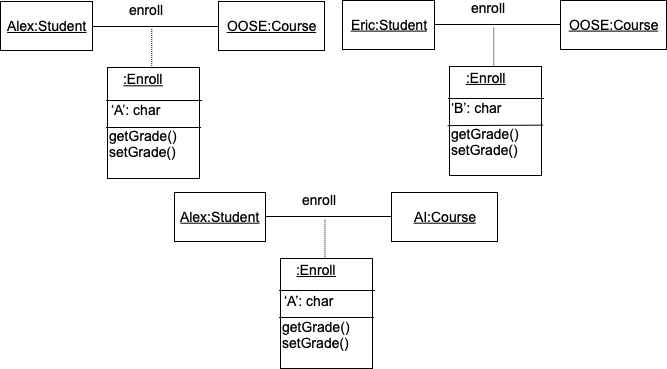 enroll
Alex:Student
OOSE:Course
:Enroll
‘A’: char
getGrade()
setGrade()
enroll
Eric:Student
OOSE:Course
:Enroll
‘B’: char
getGrade()
setGrade()
enroll
Alex:Student
AI:Course
:Enroll
‘A’: char
getGrade()
setGrade()